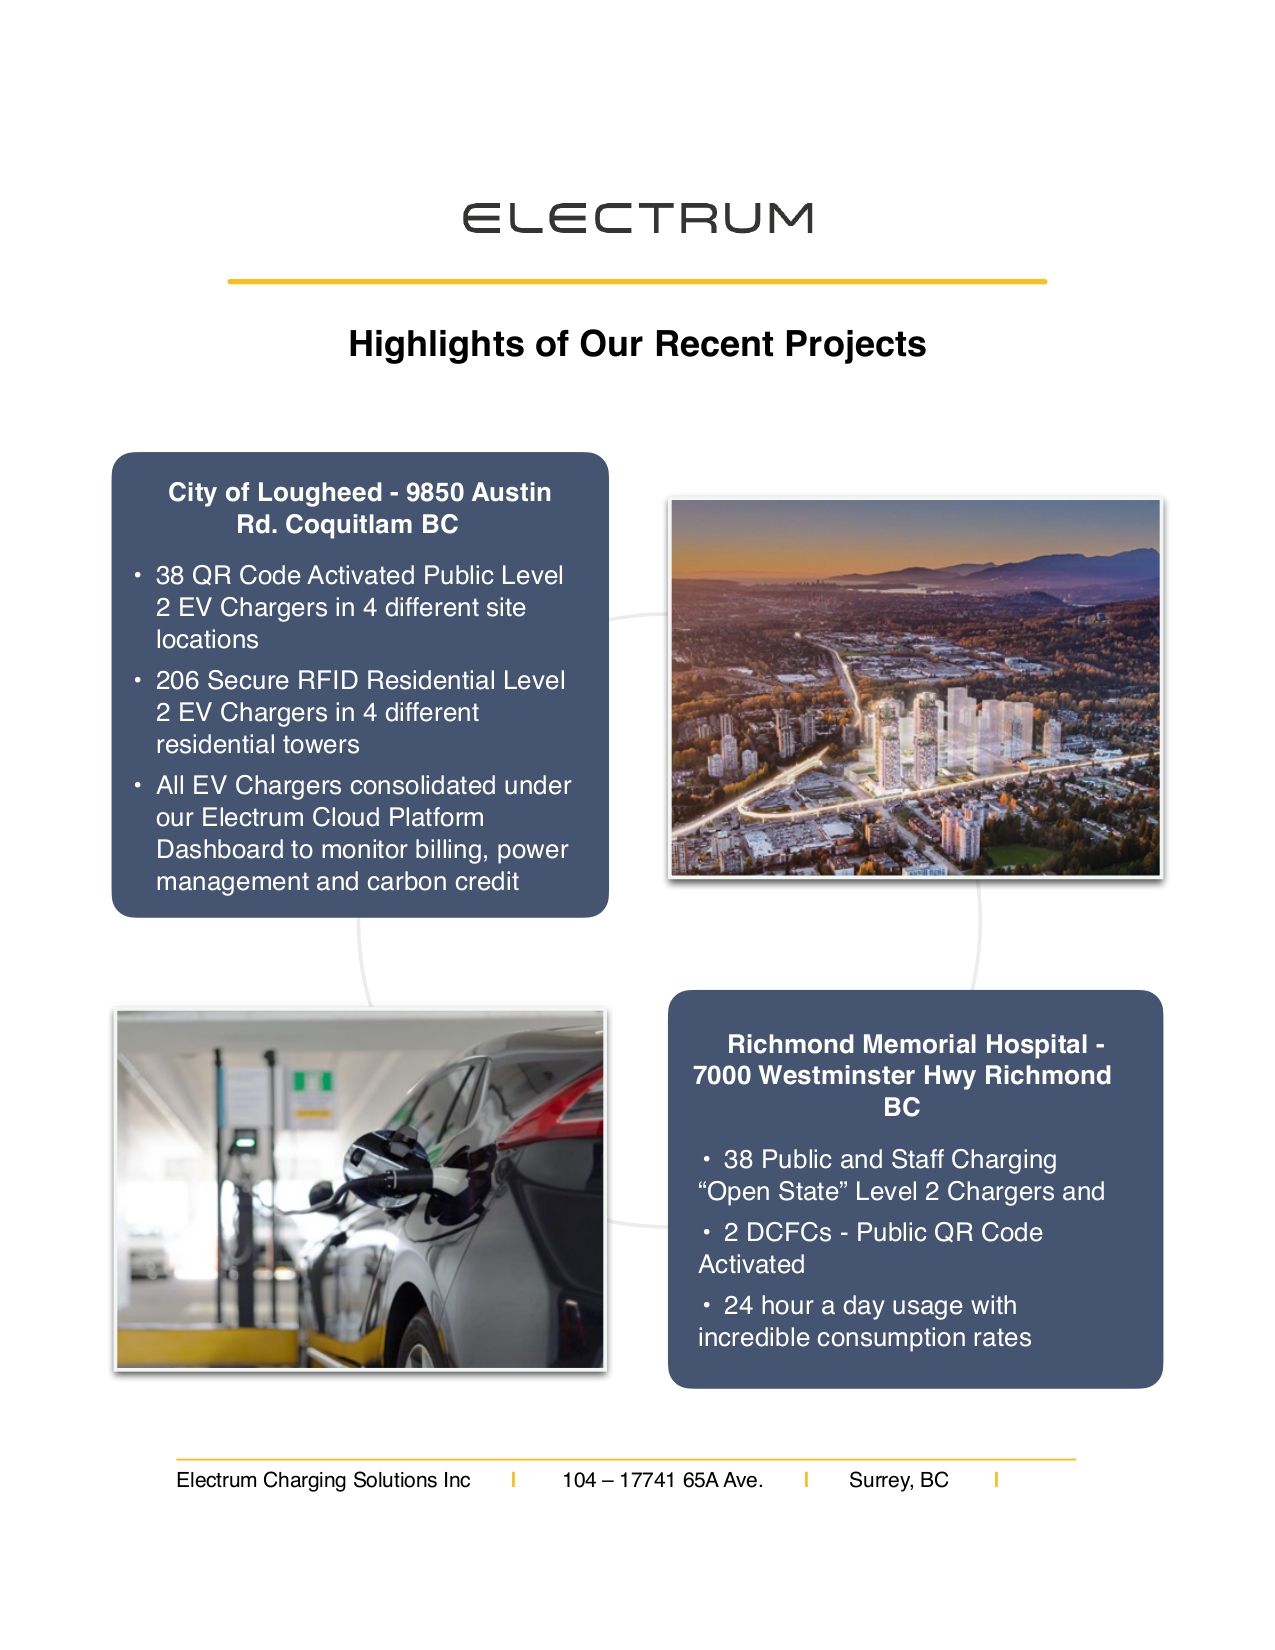 ELECTRUM
Highlights of Our Recent Projects
City of Lougheed - 9850 Austin
Rd. Coquitlam BC
• 38 QR Code Activated Public Level
2 EV Chargers in 4 different site
locations
• 206 Secure RFID Residential Level
2 EV Chargers in 4 different
residential towers
• All EV Chargers consolidated under
our Electrum Cloud Platform
Dashboard to monitor billing, power
management and carbon credit
Richmond Memorial Hospital -
7000 Westminster Hwy Richmond
BC
• 38 Public and Staff Charging
“Open State” Level 2 Chargers and
• 2 DCFCs - Public QR Code
Activated
• 24 hour a day usage with
incredible consumption rates
Electrum Charging Solutions Inc | 104 – 17741 65A Ave. | Surrey, BC |